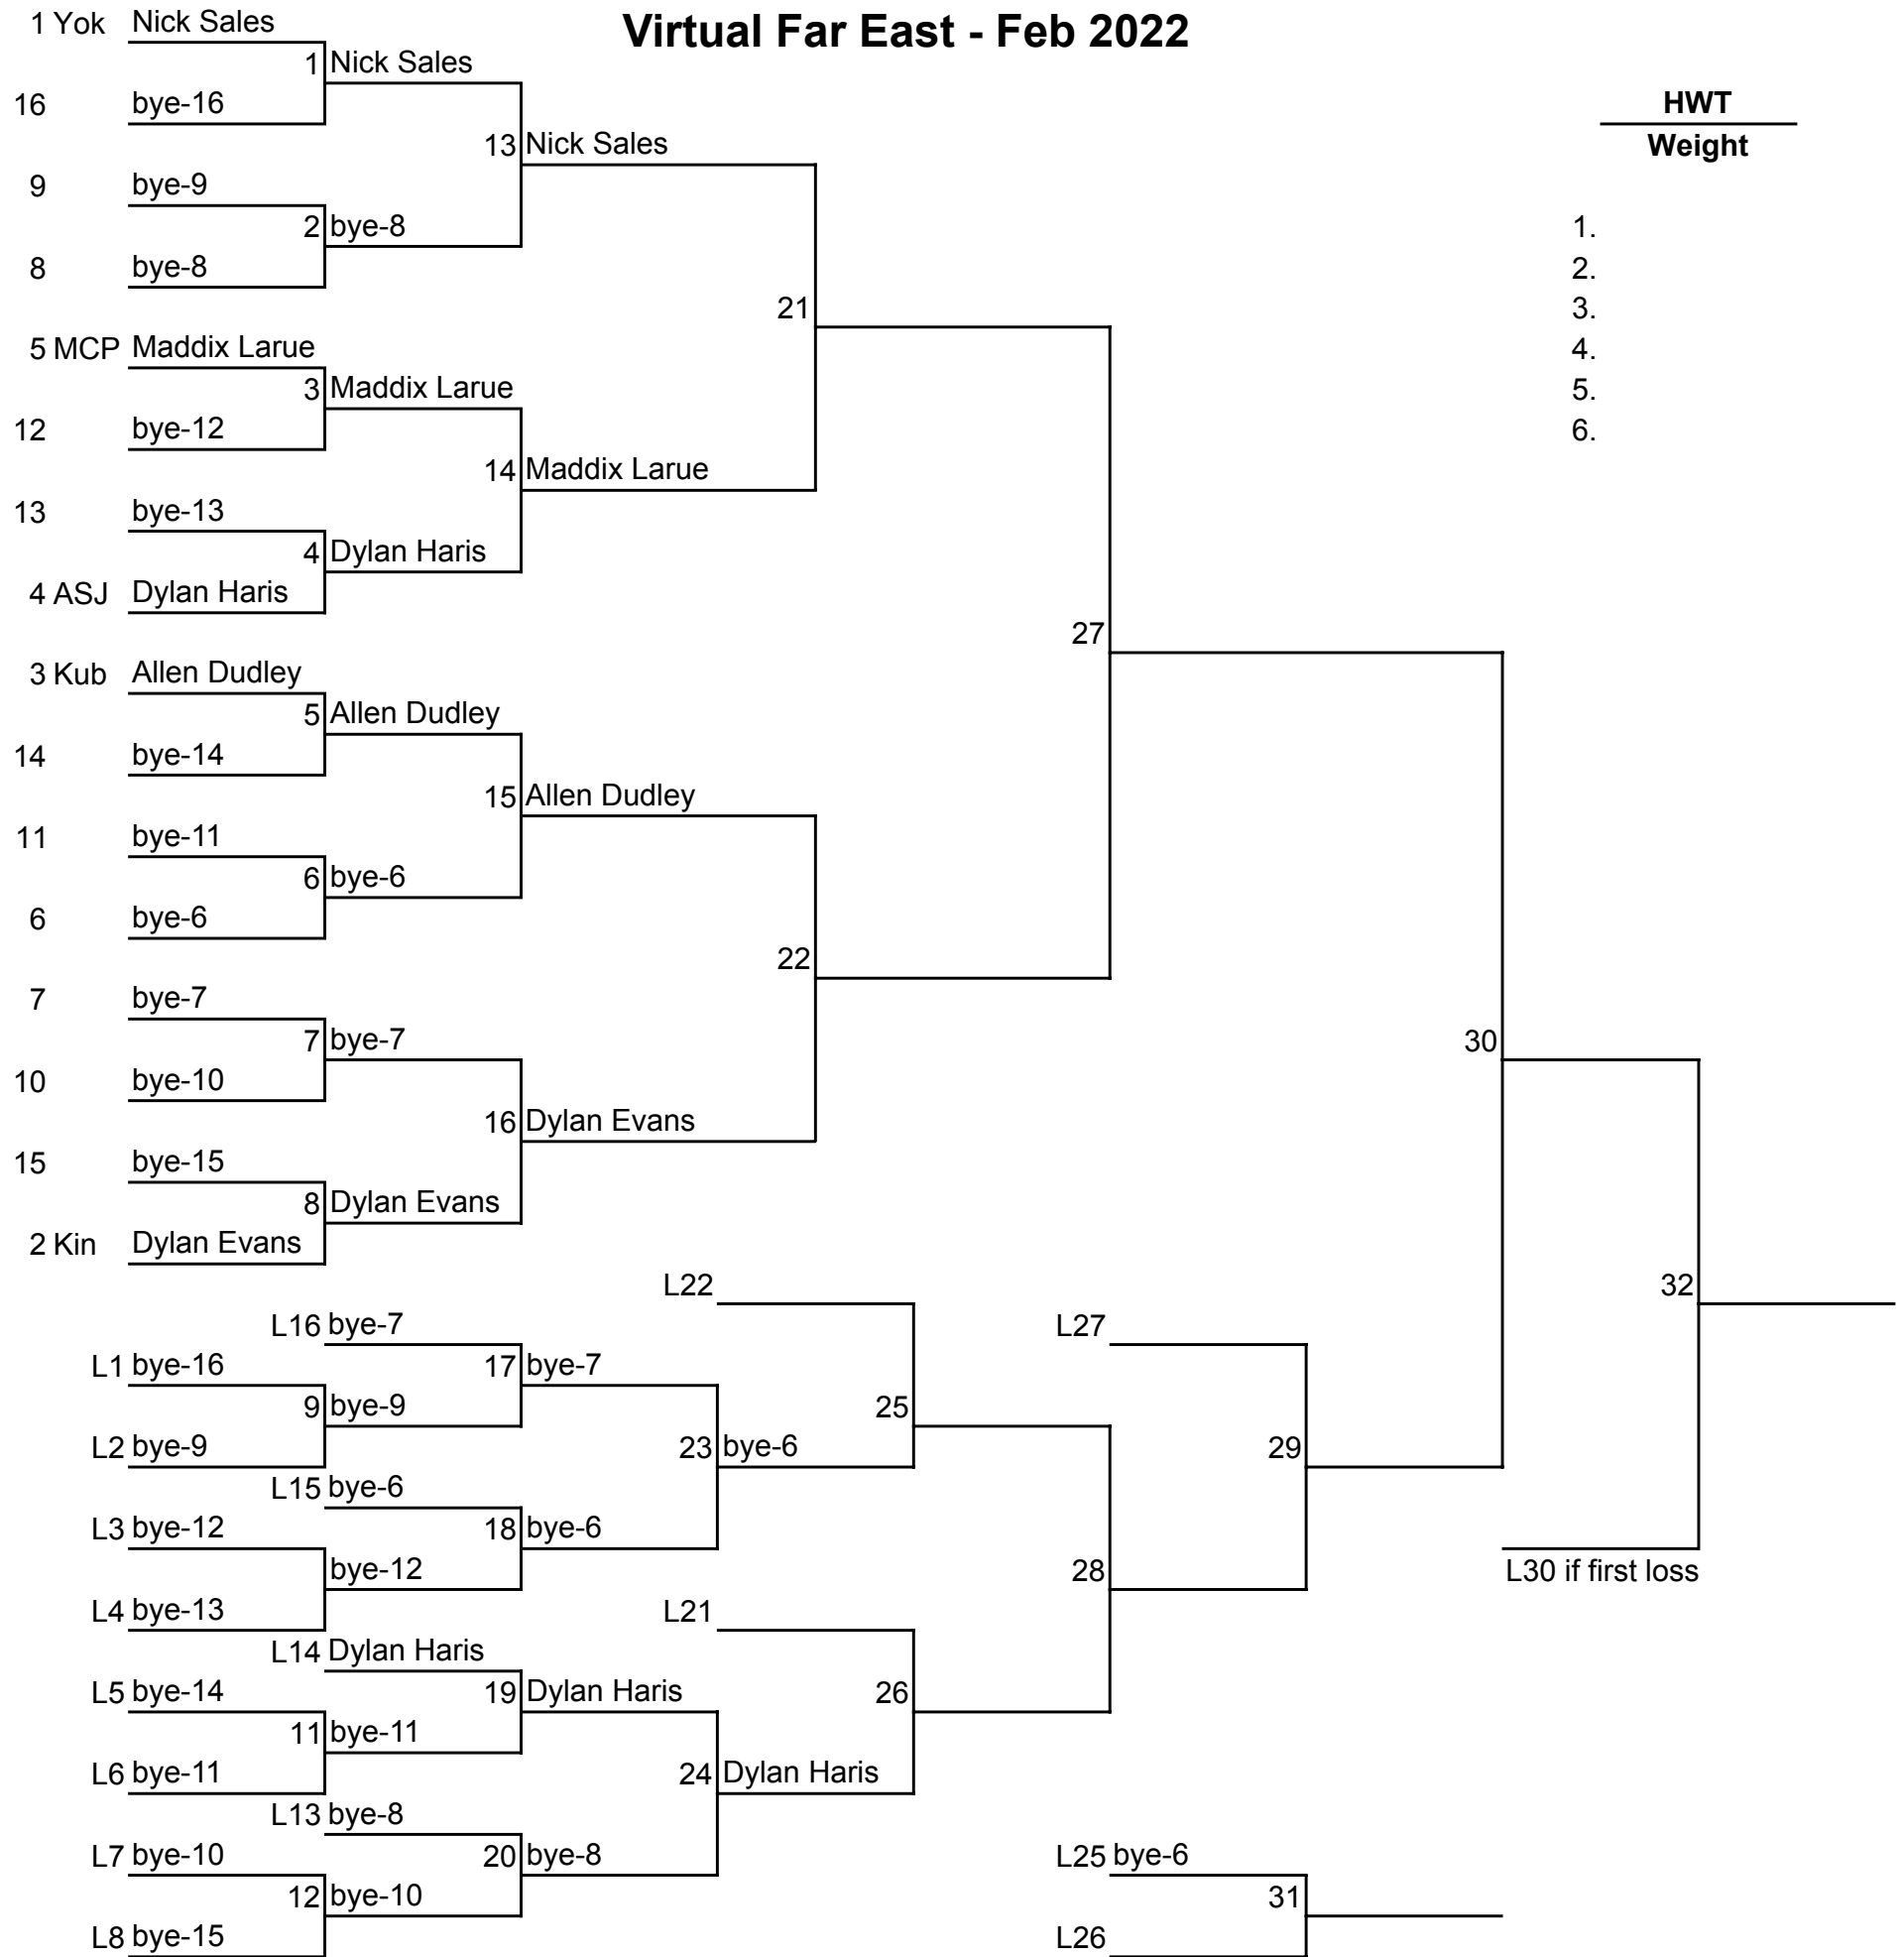 Virtual Far East - Feb 2022
1 Yok Nick Sales
1 Nick Sales
16 bye-16
HWT
Weight
13 Nick Sales
9 bye-9
2 bye-8
1.
8 bye-8
2.
21
3.
5 MCP Maddix Larue
4.
3 Maddix Larue
5.
12 bye-12
6.
14 Maddix Larue
13 bye-13
4 Dylan Haris
4 ASJ Dylan Haris
27
3 Kub Allen Dudley
5 Allen Dudley
14 bye-14
15 Allen Dudley
11 bye-11
6 bye-6
6 bye-6
22
7 bye-7
7 bye-7
30
10 bye-10
16 Dylan Evans
15 bye-15
8 Dylan Evans
2 Kin Dylan Evans
L22
32
L16 bye-7
L27
L1 bye-16
17 bye-7
9 bye-9
25
L2 bye-9
23 bye-6
29
L15 bye-6
L3 bye-12
18 bye-6
bye-12
28
L30 if first loss
L4 bye-13
L21
L14 Dylan Haris
L5 bye-14
19 Dylan Haris
26
11 bye-11
L6 bye-11
24 Dylan Haris
L13 bye-8
L7 bye-10
20 bye-8
L25 bye-6
12 bye-10
31
L8 bye-15
L26